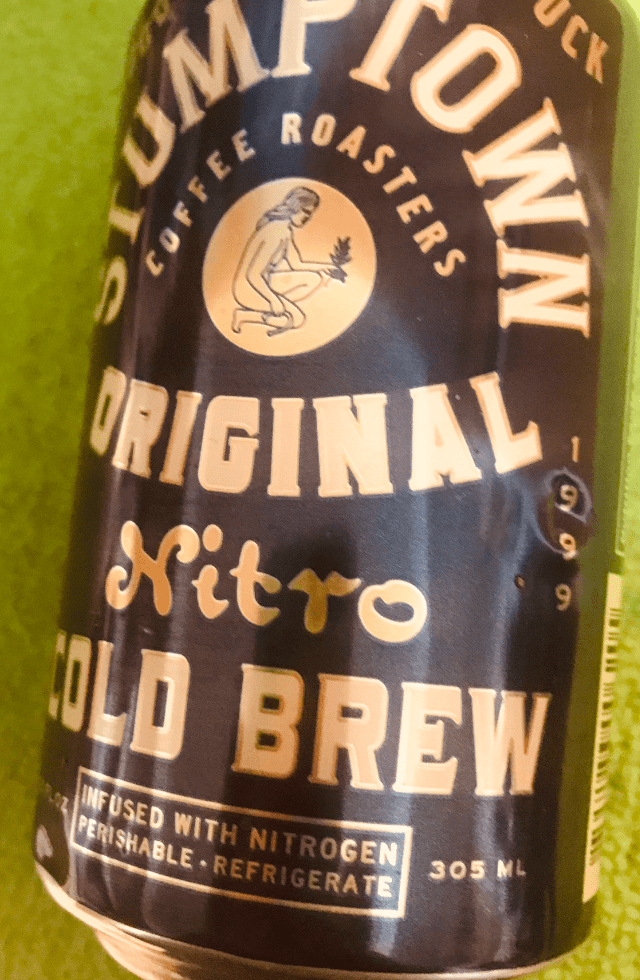 STUMPTOWN
COFFEE ROASTERS
ORIGINAL
1
9
9
9
Nitro
COLD BREW
INFUSED WITH NITROGEN
PERISHABLE • REFRIGERATE
305 ML